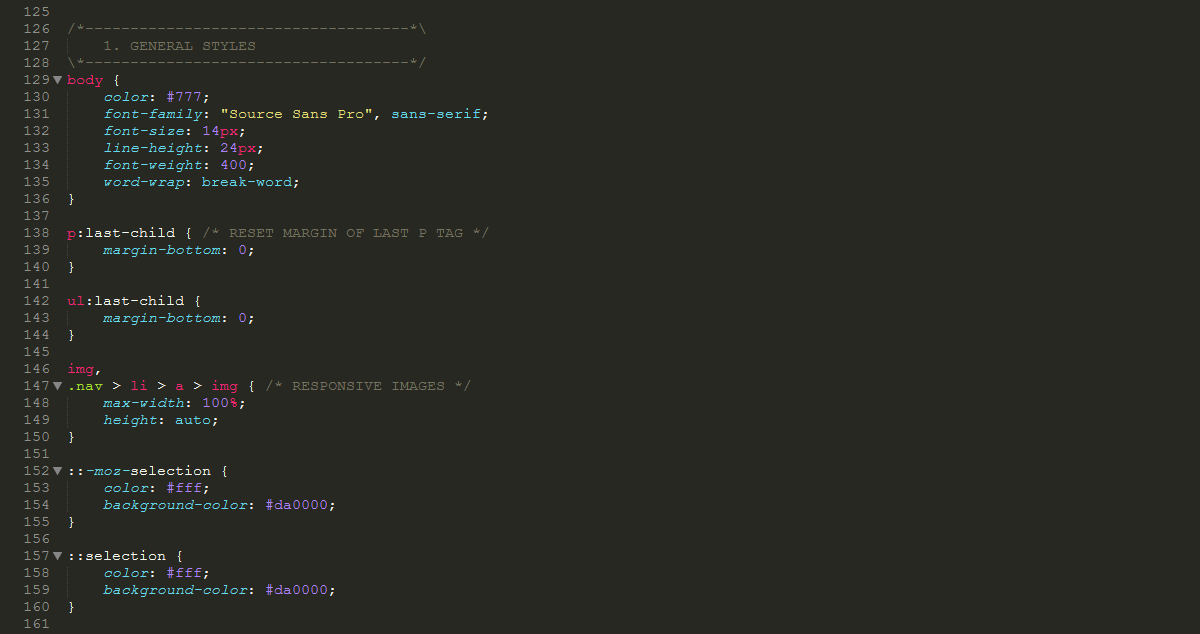 125
126 /*------------------------------------*\
127     1. GENERAL STYLES
128 \*------------------------------------*/
129 body {
130     color: #777;
131     font-family: "Source Sans Pro", sans-serif;
132     font-size: 14px;
133     line-height: 24px;
134     font-weight: 400;
135     word-wrap: break-word;
136 }
137
138 p:last-child { /* RESET MARGIN OF LAST P TAG */
139     margin-bottom: 0;
140 }
141
142 ul:last-child {
143     margin-bottom: 0;
144 }
145
146 img,
147 .nav > li > a > img { /* RESPONSIVE IMAGES */
148     max-width: 100%;
149     height: auto;
150 }
151
152 ::-moz-selection {
153     color: #fff;
154     background-color: #da0000;
155 }
156
157 ::selection {
158     color: #fff;
159     background-color: #da0000;
160 }
161